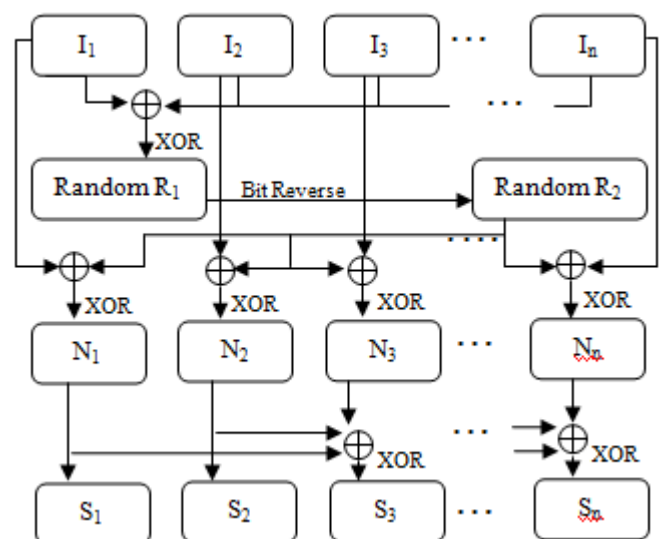 I₁ I₂ I₃ ... Iₙ
...
XOR
Random R₁ Bit Reverse Random R₂
....
XOR XOR XOR XOR
N₁ N₂ N₃ ... Nₙ
...
XOR XOR
S₁ S₂ S₃ ... Sₙ